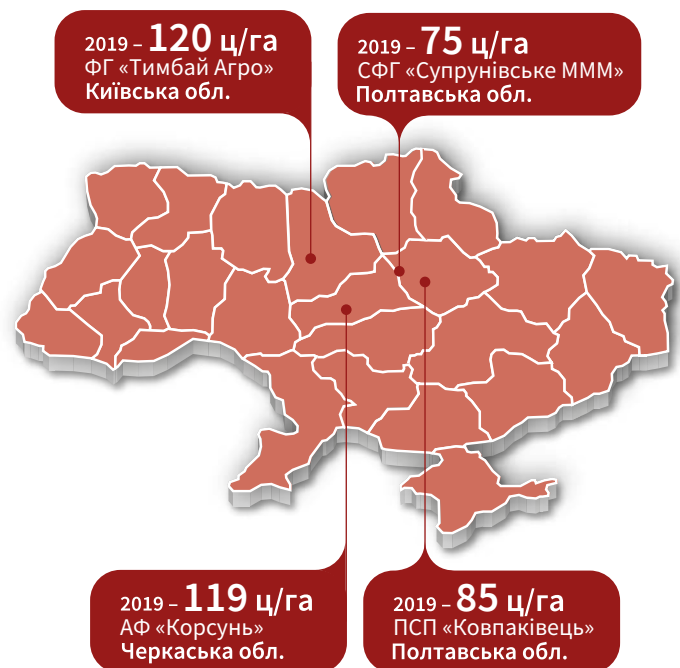 2019 – 120 ц/га
ФГ «Тимбай Агро»
Київська обл.
2019 – 75 ц/га
СФГ «Супрунівське МММ»
Полтавська обл.
2019 – 119 ц/га
АФ «Корсунь»
Черкаська обл.
2019 – 85 ц/га
ПСП «Ковпаківець»
Полтавська обл.